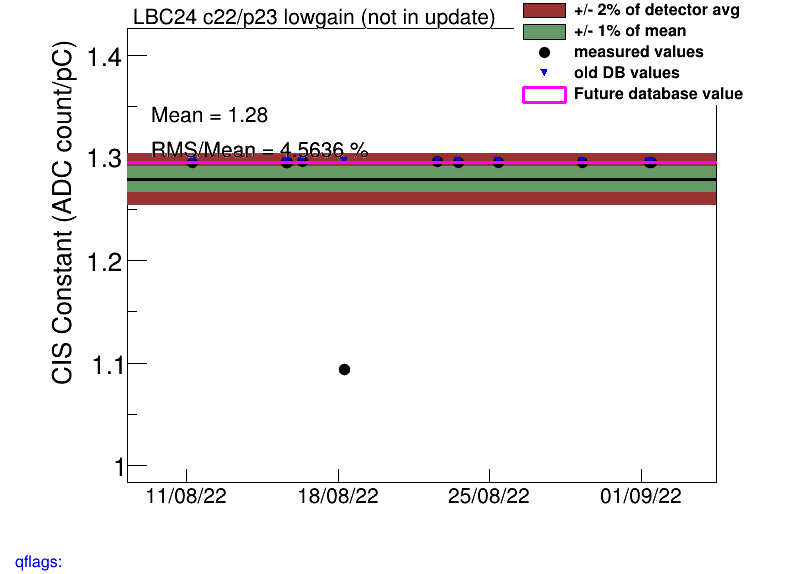 LBC24 c22/p23 lowgain (not in update)
+/- 2% of detector avg
+/- 1% of mean
measured values
old DB values
Future database value
Mean = 1.28
RMS/Mean = 4.5636 %
CIS Constant (ADC count/pC)
1.4
1.3
1.2
1.1
1
11/08/22 18/08/22 25/08/22 01/09/22
qflags: